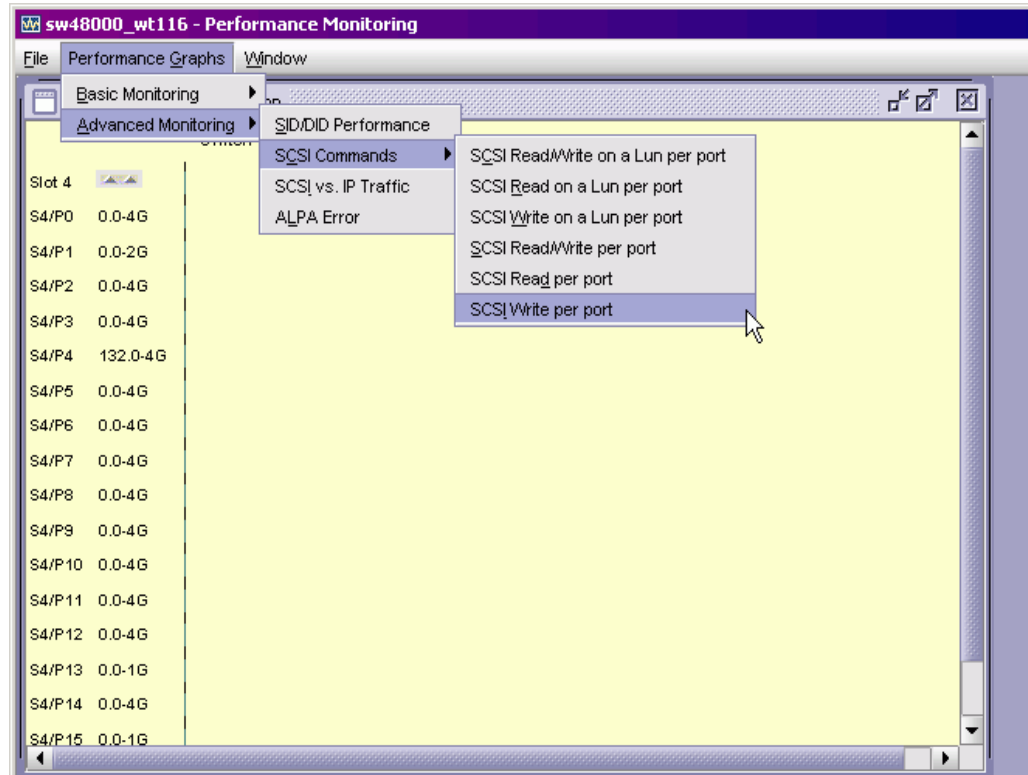 sw48000_wt116 - Performance Monitoring
File Performance Graphs Window
Basic Monitoring
Advanced Monitoring
SID/DID Performance
SCSI Commands
SCSI vs. IP Traffic
ALPA Error
SCSI Read/Write on a Lun per port
SCSI Read on a Lun per port
SCSI Write on a Lun per port
SCSI Read/Write per port
SCSI Read per port
SCSI Write per port
Slot 4
S4/P0 0.0-4G
S4/P1 0.0-2G
S4/P2 0.0-4G
S4/P3 0.0-4G
S4/P4 132.0-4G
S4/P5 0.0-4G
S4/P6 0.0-4G
S4/P7 0.0-4G
S4/P8 0.0-4G
S4/P9 0.0-4G
S4/P10 0.0-4G
S4/P11 0.0-4G
S4/P12 0.0-4G
S4/P13 0.0-1G
S4/P14 0.0-4G
S4/P15 0.0-1G